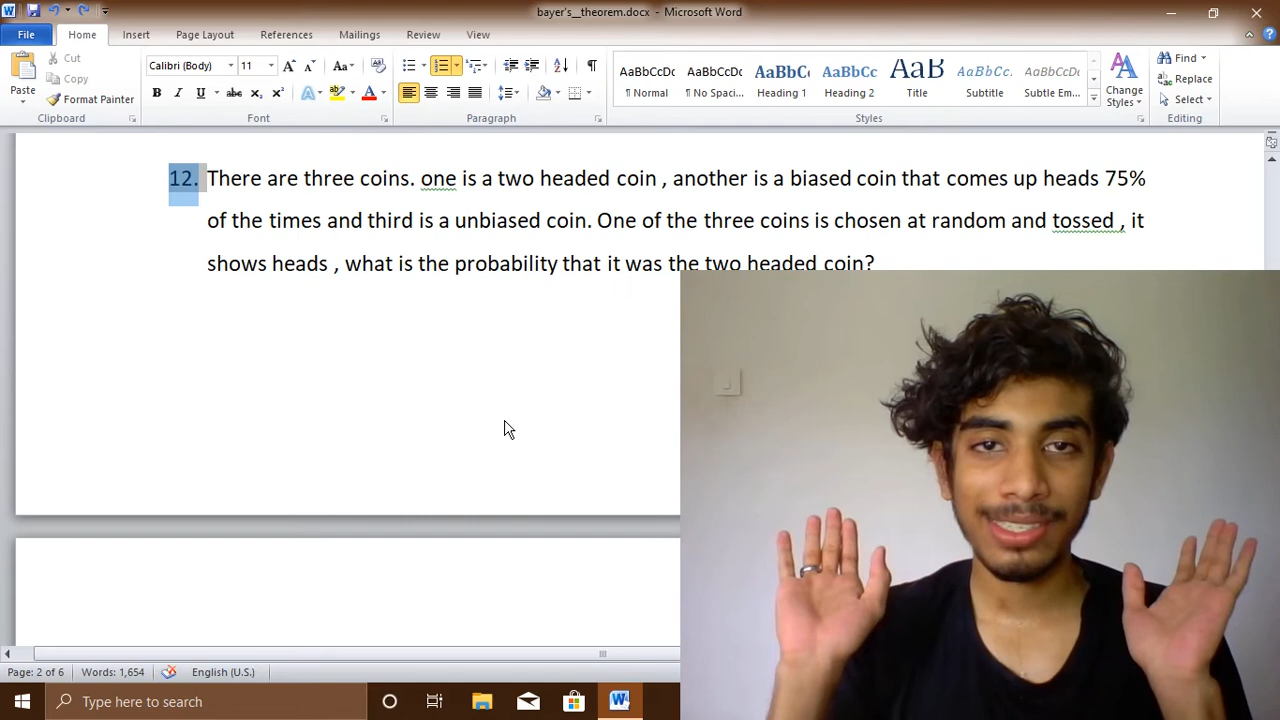 bayer's__theorem.docx - Microsoft Word
File Home Insert Page Layout References Mailings Review View
Paste
Cut
Copy
Format Painter
Clipboard
Calibri (Body) 11
Font
Paragraph
AaBbCcDc AaBbCcDc AaBbC AaBbCc AaB AaBbCcL AaBbCcDc
¶ Normal ¶ No Spaci... Heading 1 Heading 2 Title Subtitle Subtle Em...
Change
Styles
Styles
Find
Replace
Select
Editing
12. There are three coins. one is a two headed coin , another is a biased coin that comes up heads 75%
of the times and third is a unbiased coin. One of the three coins is chosen at random and tossed , it
shows heads , what is the probability that it was the two headed coin?
Page: 2 of 6 Words: 1,654 English (U.S.)
Type here to search